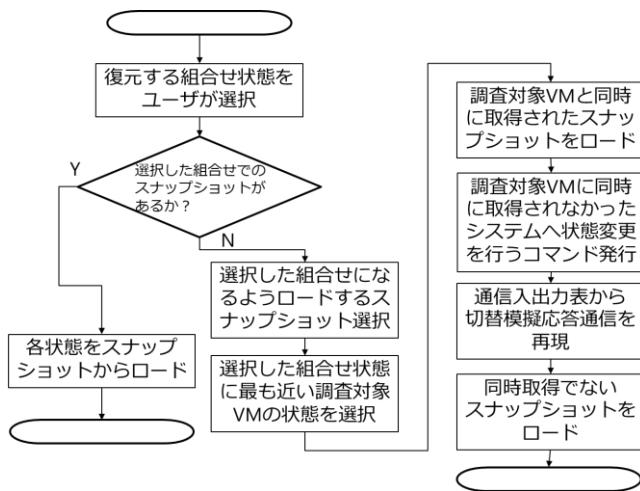 復元する組合せ状態を
ユーザが選択
選択した組合せでの
スナップショットが
あるか？
Y
N
選択した組合せにな
るようロードするス
ナップショット選択
各状態をスナップ
ショットからロード
選択した組合せ状態
に最も近い調査対象
VMの状態を選択
調査対象VMと同時
に取得されたスナッ
プショットをロード
調査対象VMに同時
に取得されなかった
システムへ状態変更
を行うコマンド発行
通信入出力表から
切替模擬応答通信を
再現
同時取得でない
スナップショットを
ロード